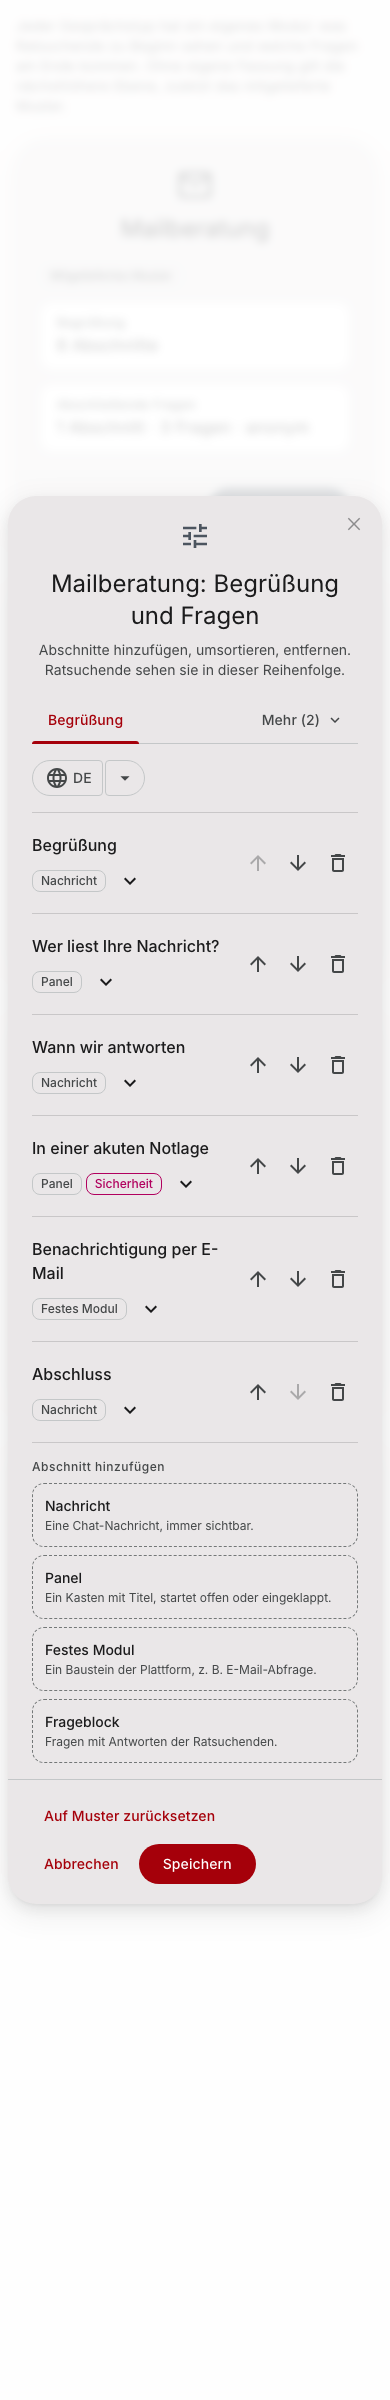 Mailberatung
Mailberatung: Begrüßung
und Fragen
Abschnitte hinzufügen, umsortieren, entfernen.
Ratsuchende sehen sie in dieser Reihenfolge.
Begrüßung
Mehr (2)
DE
Begrüßung
Nachricht
Wer liest Ihre Nachricht?
Panel
Wann wir antworten
Nachricht
In einer akuten Notlage
Panel
Sicherheit
Benachrichtigung per E-
Mail
Festes Modul
Abschluss
Nachricht
Abschnitt hinzufügen
Nachricht
Eine Chat-Nachricht, immer sichtbar.
Panel
Ein Kasten mit Titel, startet offen oder eingeklappt.
Festes Modul
Ein Baustein der Plattform, z. B. E-Mail-Abfrage.
Frageblock
Fragen mit Antworten der Ratsuchenden.
Auf Muster zurücksetzen
Abbrechen
Speichern